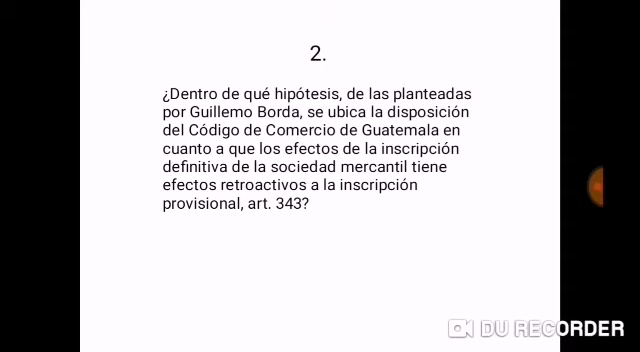 2.
¿Dentro de qué hipótesis, de las planteadas
por Guillemo Borda, se ubica la disposición
del Código de Comercio de Guatemala en
cuanto a que los efectos de la inscripción
definitiva de la sociedad mercantil tiene
efectos retroactivos a la inscripción
provisional, art. 343?
DU RECORDER